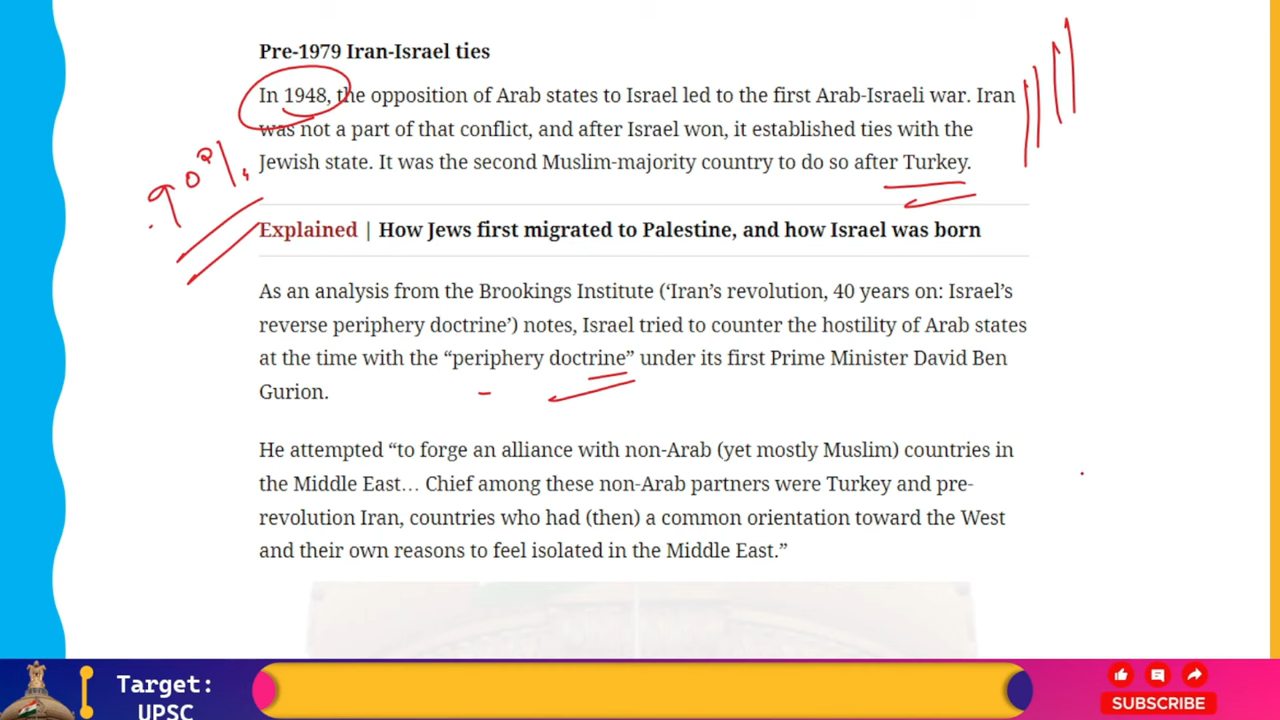 Pre-1979 Iran-Israel ties
In 1948, the opposition of Arab states to Israel led to the first Arab-Israeli war. Iran
was not a part of that conflict, and after Israel won, it established ties with the
Jewish state. It was the second Muslim-majority country to do so after Turkey.
90%
Explained | How Jews first migrated to Palestine, and how Israel was born
As an analysis from the Brookings Institute (‘Iran’s revolution, 40 years on: Israel’s
reverse periphery doctrine’) notes, Israel tried to counter the hostility of Arab states
at the time with the “periphery doctrine” under its first Prime Minister David Ben
Gurion.
He attempted “to forge an alliance with non-Arab (yet mostly Muslim) countries in
the Middle East… Chief among these non-Arab partners were Turkey and pre-
revolution Iran, countries who had (then) a common orientation toward the West
and their own reasons to feel isolated in the Middle East.”
Target:
UPSC
SUBSCRIBE